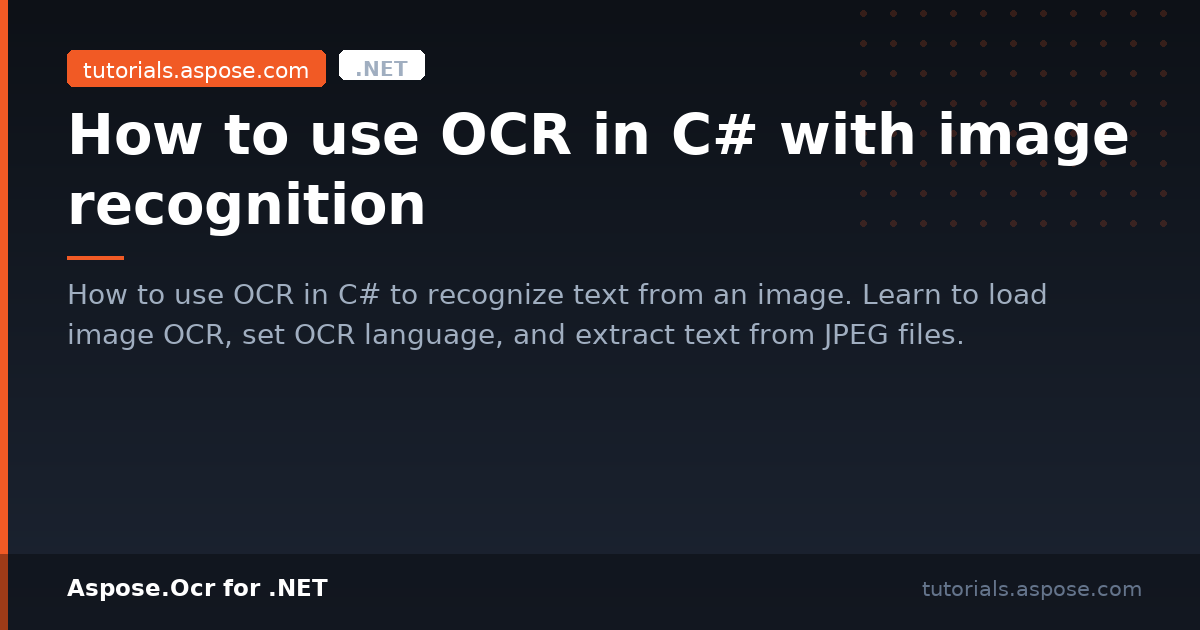 tutorials.aspose.com
.NET
How to use OCR in C# with image
recognition
How to use OCR in C# to recognize text from an image. Learn to load
image OCR, set OCR language, and extract text from JPEG files.
Aspose.Ocr for .NET
tutorials.aspose.com